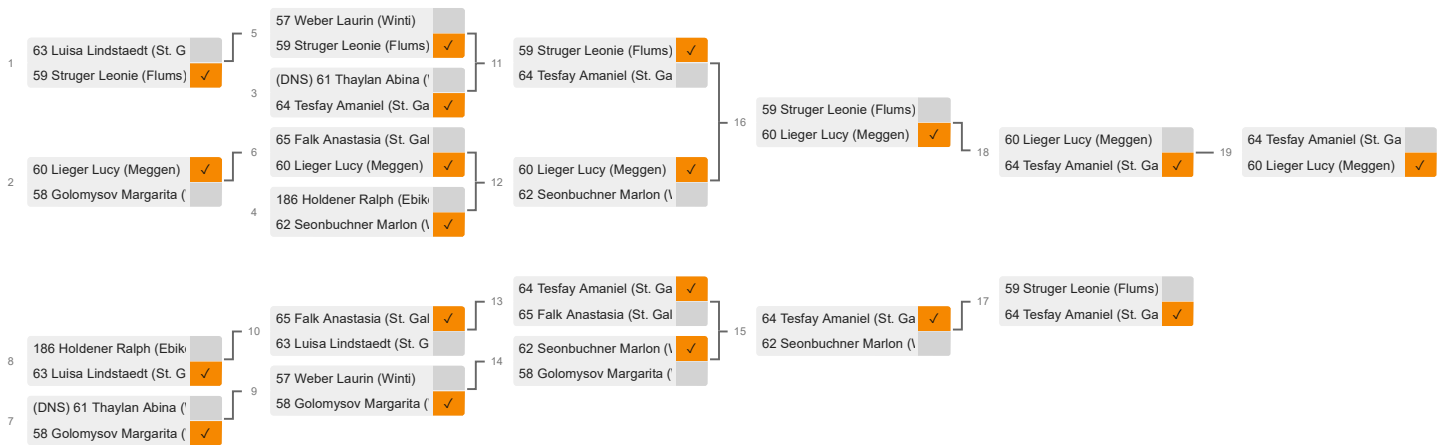 1
63 Luisa Lindstaedt (St. G
59 Struger Leonie (Flums) ✓
2
60 Lieger Lucy (Meggen) ✓
58 Golomysov Margarita (
5
57 Weber Laurin (Winti)
59 Struger Leonie (Flums) ✓
3
(DNS) 61 Thaylan Abina (
64 Tesfay Amaniel (St. Ga ✓
6
65 Falk Anastasia (St. Gal
60 Lieger Lucy (Meggen) ✓
4
186 Holdener Ralph (Ebik
62 Seonbuchner Marlon ( ✓
11
59 Struger Leonie (Flums) ✓
64 Tesfay Amaniel (St. Ga
12
60 Lieger Lucy (Meggen) ✓
62 Seonbuchner Marlon (
16
59 Struger Leonie (Flums)
60 Lieger Lucy (Meggen) ✓
18
60 Lieger Lucy (Meggen)
64 Tesfay Amaniel (St. Ga ✓
19
64 Tesfay Amaniel (St. Ga
60 Lieger Lucy (Meggen) ✓
8
186 Holdener Ralph (Ebik
63 Luisa Lindstaedt (St. G ✓
7
(DNS) 61 Thaylan Abina (
58 Golomysov Margarita ( ✓
10
65 Falk Anastasia (St. Gal ✓
63 Luisa Lindstaedt (St. G
9
57 Weber Laurin (Winti)
58 Golomysov Margarita ( ✓
13
64 Tesfay Amaniel (St. Ga ✓
65 Falk Anastasia (St. Gal
14
62 Seonbuchner Marlon ( ✓
58 Golomysov Margarita (
15
64 Tesfay Amaniel (St. Ga ✓
62 Seonbuchner Marlon (
17
59 Struger Leonie (Flums)
64 Tesfay Amaniel (St. Ga ✓